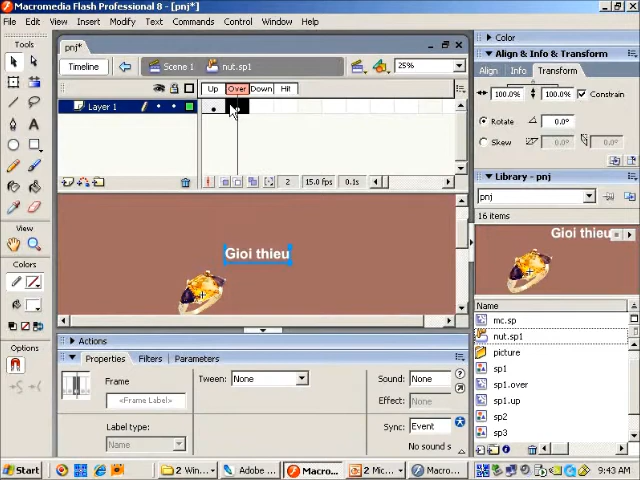 Macromedia Flash Professional 8 - [pnj*]
File Edit View Insert Modify Text Commands Control Window Help
Tools
View
Colors
Options
pnj*
Timeline
Scene 1
nut.sp1
25%
Up Over Down Hit
Layer 1
2 15.0 fps 0.1s
Gioi thieu
Actions
Properties Filters Parameters
Frame
<Frame Label>
Label type:
Name
Tween: None
Sound: None
Effect: None
Sync: Event
No sound s
Color
Align & Info & Transform
Align Info Transform
100.0% 100.0% Constrain
Rotate 0.0°
Skew 0.0° 0.0°
Library - pnj
pnj
16 items
Gioi thieu
Name
mc.sp
nut.sp1
picture
sp1
sp1.over
sp1.up
sp2
sp3
Start 2 Win... Adobe ... Macro... 2 Mic... Macro... 9:43 AM